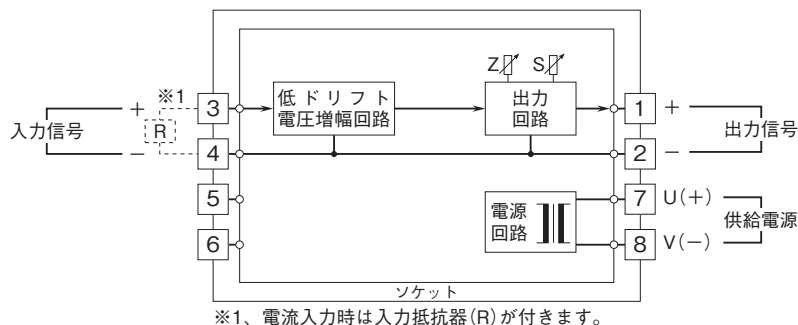 Z S
※1
3 低ドリフト 出力 1 +
+ 電圧増幅回路 回路
入力信号 R 出力信号
− 4 2 −
5 7 U(+)
電源 供給電源
6 回路 8 V(−)
ソケット
※1、電流入力時は入力抵抗器(R)が付きます。